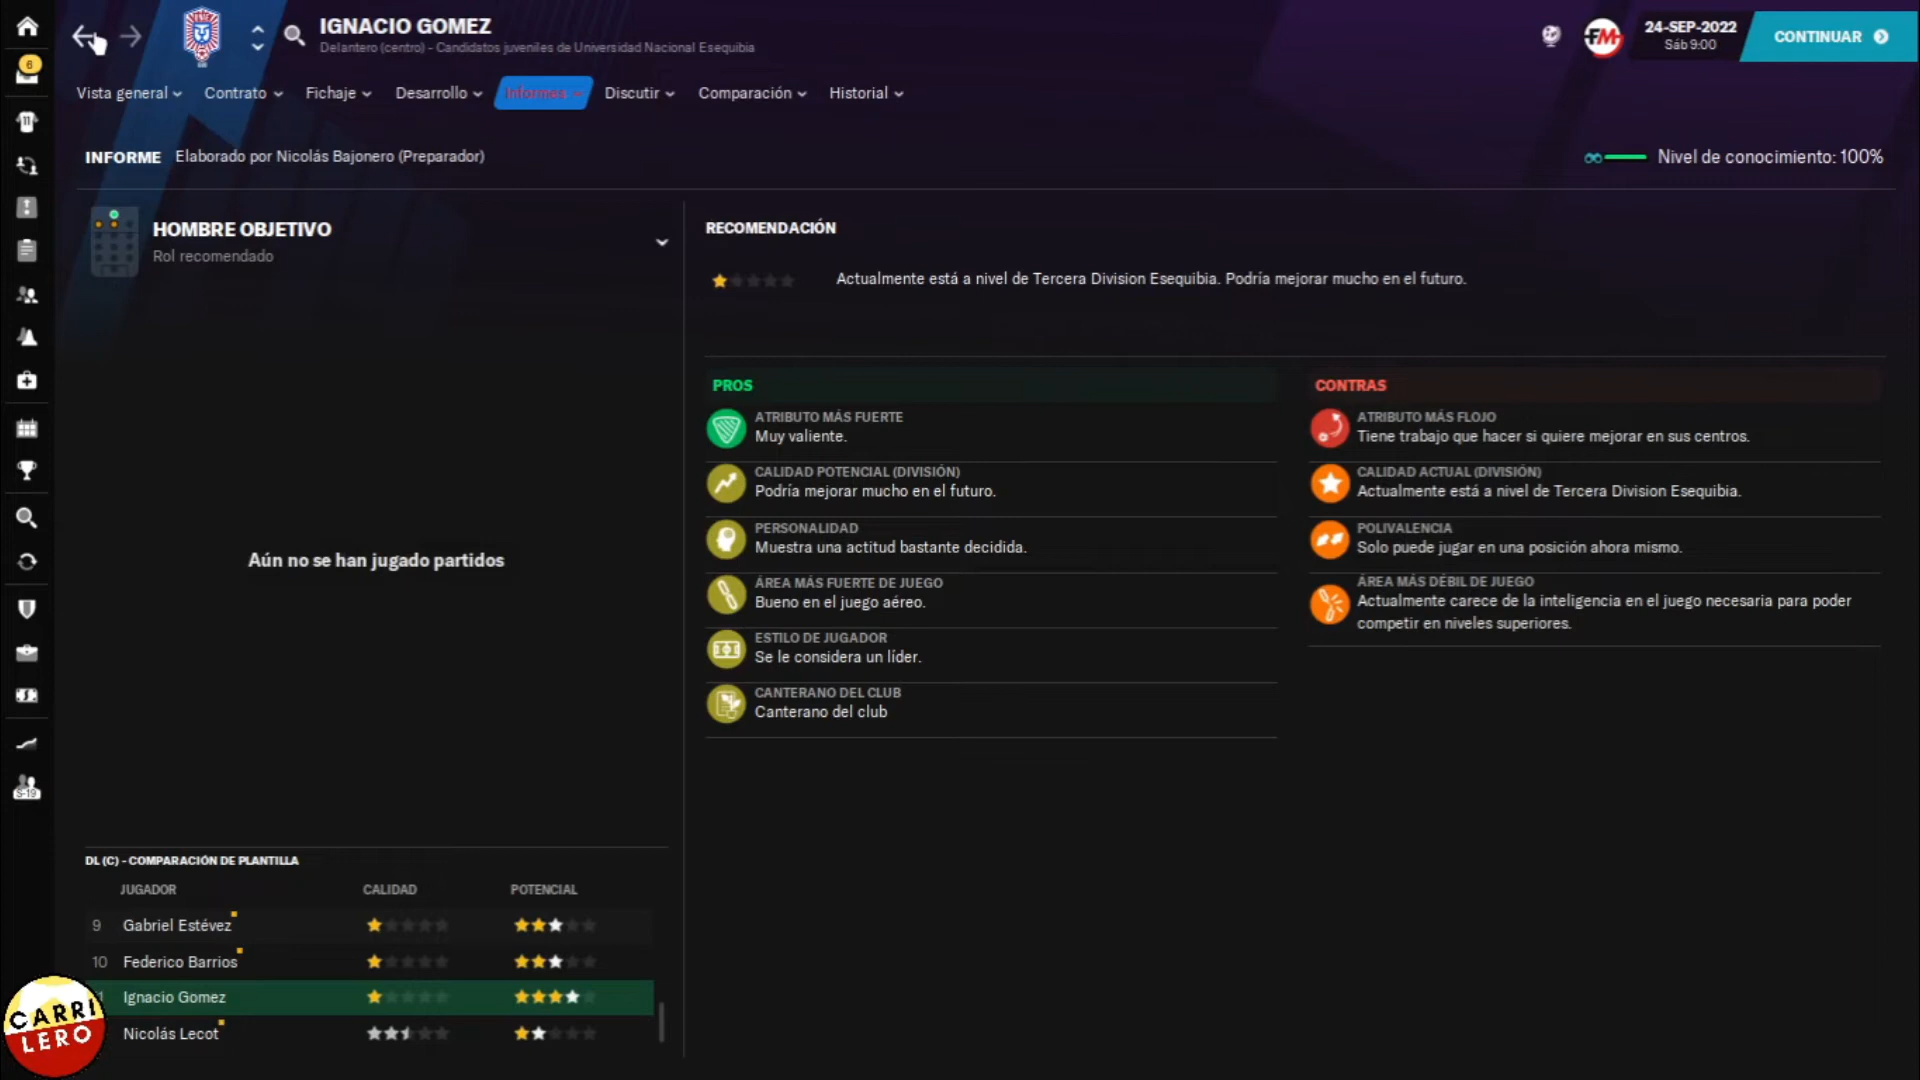 IGNACIO GOMEZ
Delantero (centro) - Candidatos juveniles de Universidad Nacional Esequibia
6
FM
24-SEP-2022
Sáb 9:00
CONTINUAR
Vista general
Contrato
Fichaje
Desarrollo
Informes
Discutir
Comparación
Historial
INFORME
Elaborado por Nicolás Bajonero (Preparador)
Nivel de conocimiento: 100%
HOMBRE OBJETIVO
Rol recomendado
RECOMENDACIÓN
Actualmente está a nivel de Tercera Division Esequibia. Podría mejorar mucho en el futuro.
PROS
ATRIBUTO MÁS FUERTE
Muy valiente.
CALIDAD POTENCIAL (DIVISIÓN)
Podría mejorar mucho en el futuro.
PERSONALIDAD
Muestra una actitud bastante decidida.
ÁREA MÁS FUERTE DE JUEGO
Bueno en el juego aéreo.
ESTILO DE JUGADOR
Se le considera un líder.
CANTERANO DEL CLUB
Canterano del club
CONTRAS
ATRIBUTO MÁS FLOJO
Tiene trabajo que hacer si quiere mejorar en sus centros.
CALIDAD ACTUAL (DIVISIÓN)
Actualmente está a nivel de Tercera Division Esequibia.
POLIVALENCIA
Solo puede jugar en una posición ahora mismo.
ÁREA MÁS DÉBIL DE JUEGO
Actualmente carece de la inteligencia en el juego necesaria para poder
competir en niveles superiores.
Aún no se han jugado partidos
DL (C) - COMPARACIÓN DE PLANTILLA
JUGADOR CALIDAD POTENCIAL
9 Gabriel Estévez
10 Federico Barrios
Ignacio Gomez
Nicolás Lecot
S-19
CARRI
LERO